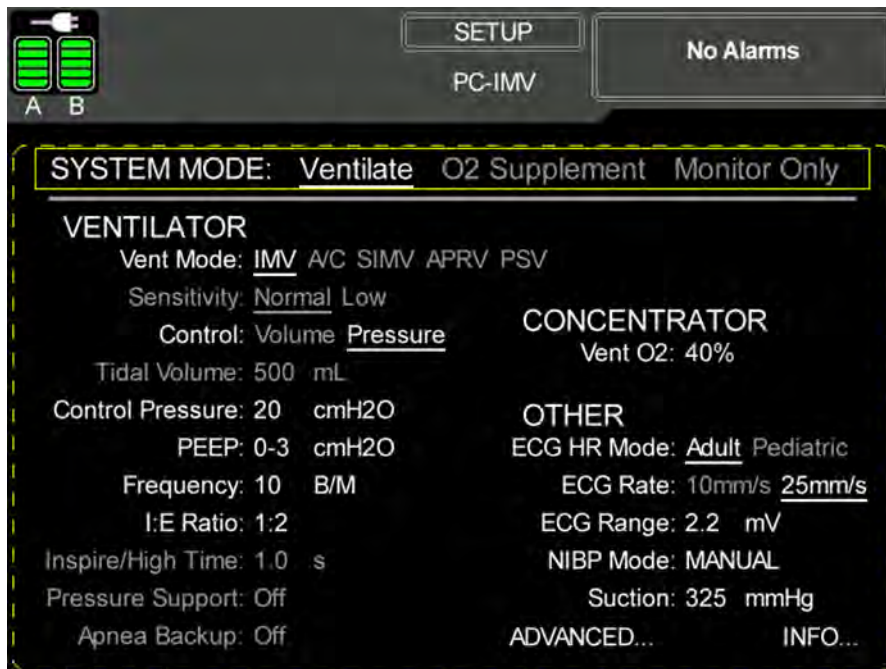 SETUP
No Alarms
PC-IMV
A B
SYSTEM MODE: Ventilate O2 Supplement Monitor Only
VENTILATOR
Vent Mode: IMV A/C SIMV APRV PSV
Sensitivity: Normal Low
Control: Volume Pressure
Tidal Volume: 500 mL
Control Pressure: 20 cmH2O
PEEP: 0-3 cmH2O
Frequency: 10 B/M
I:E Ratio: 1:2
Inspire/High Time: 1.0 s
Pressure Support: Off
Apnea Backup: Off
CONCENTRATOR
Vent O2: 40%
OTHER
ECG HR Mode: Adult Pediatric
ECG Rate: 10mm/s 25mm/s
ECG Range: 2.2 mV
NIBP Mode: MANUAL
Suction: 325 mmHg
ADVANCED... INFO...